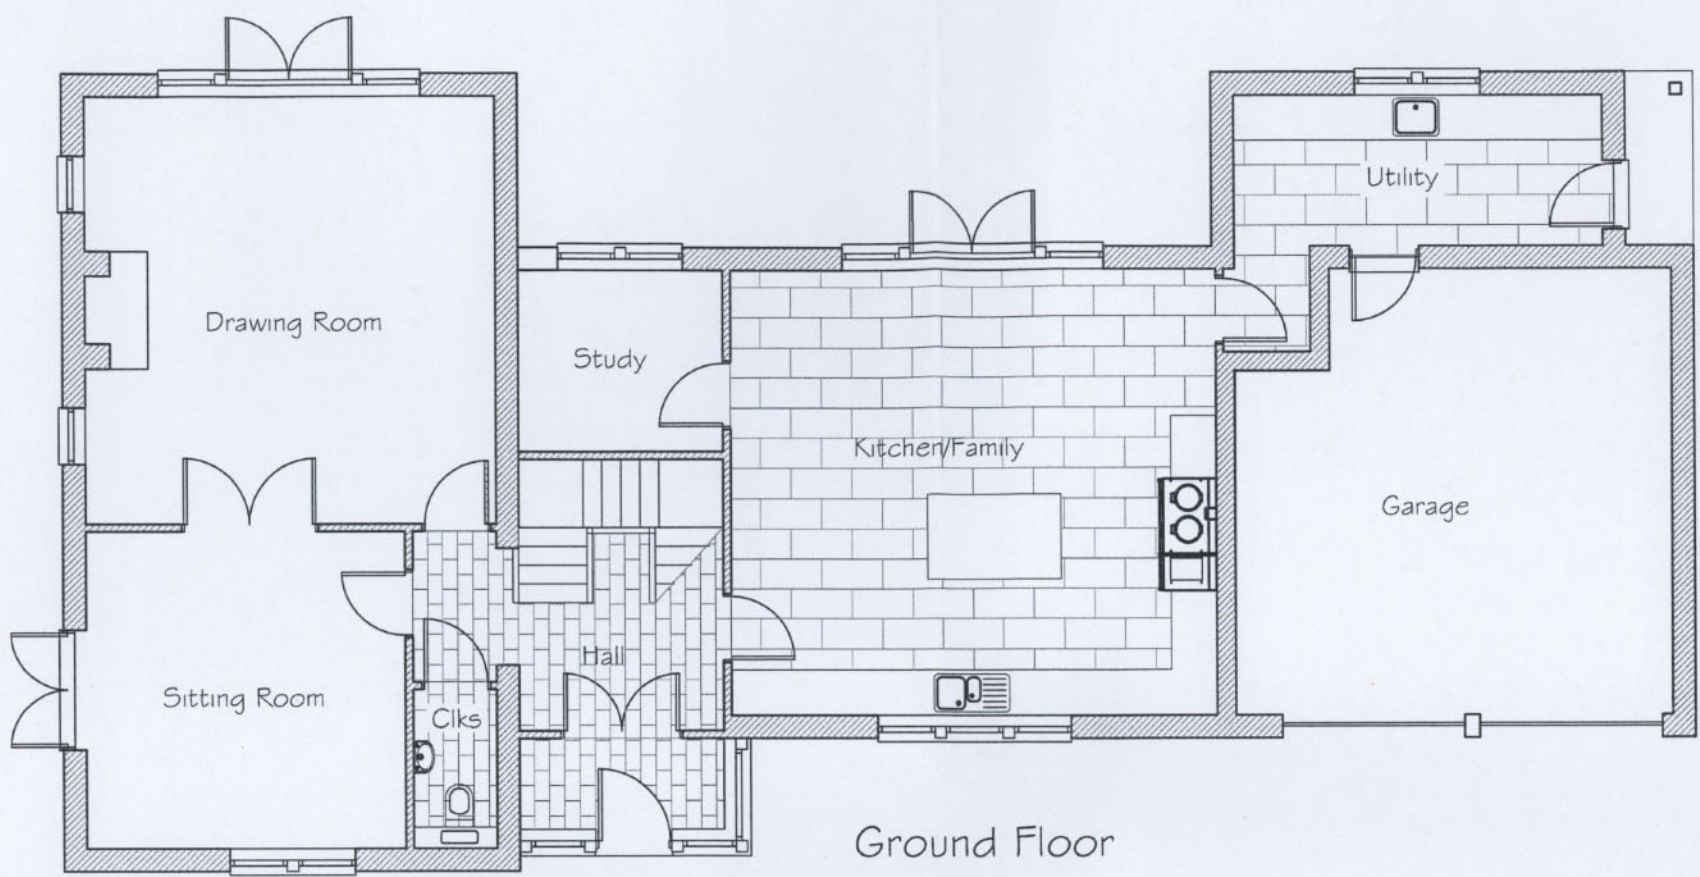 Utility
Drawing Room
Study
Kitchen/Family
Garage
Hall
Sitting Room
Clks
Ground Floor